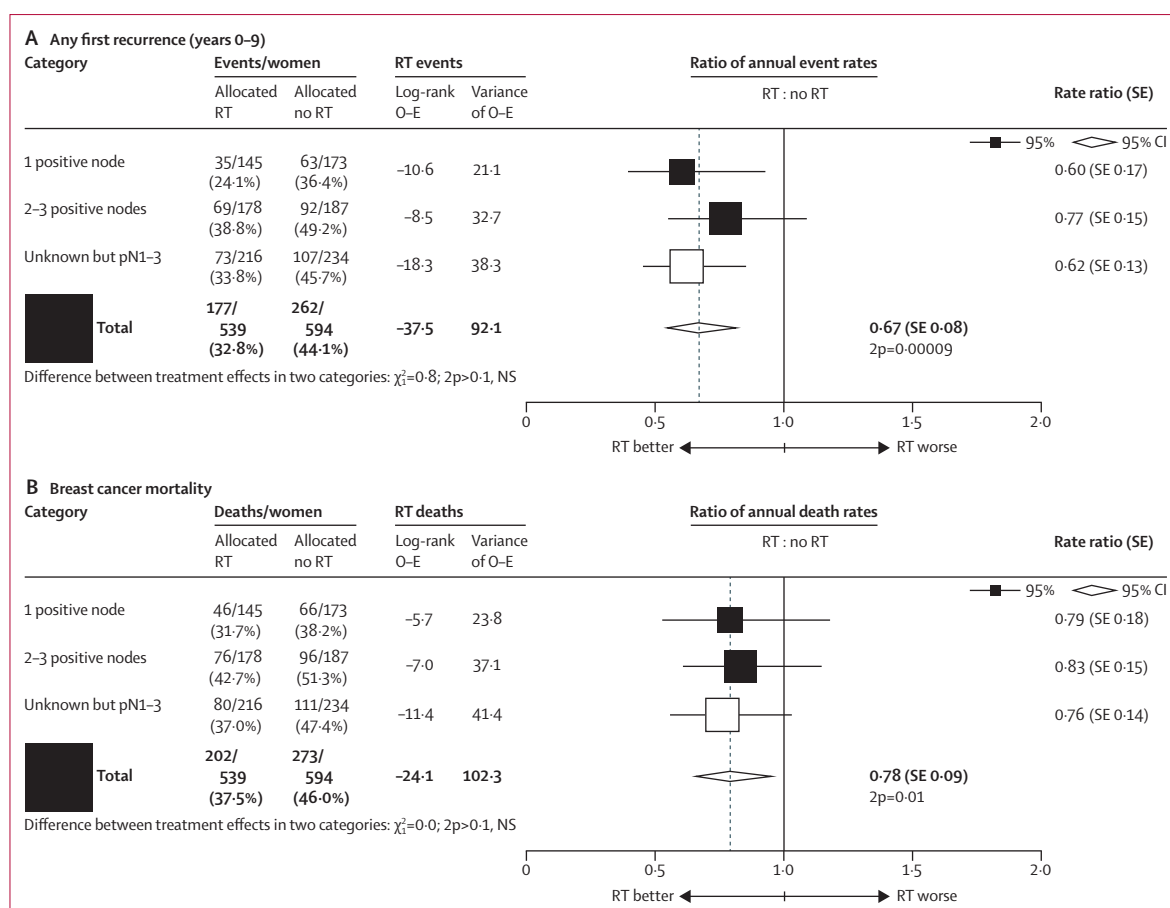 A Any first recurrence (years 0–9)
Category Events/women RT events Ratio of annual event rates
Allocated RT Allocated no RT Log-rank O–E Variance of O–E RT : no RT Rate ratio (SE)
95% 95% CI
1 positive node 35/145 63/173 –10·6 21·1 0·60 (SE 0·17)
(24·1%) (36·4%)
2–3 positive nodes 69/178 92/187 –8·5 32·7 0·77 (SE 0·15)
(38·8%) (49·2%)
Unknown but pN1–3 73/216 107/234 –18·3 38·3 0·62 (SE 0·13)
(33·8%) (45·7%)
177/ 262/
Total 539 594 –37·5 92·1 0·67 (SE 0·08)
(32·8%) (44·1%) 2p=0·00009
Difference between treatment effects in two categories: χ²₁=0·8; 2p>0·1, NS
0 0·5 1·0 1·5 2·0
RT better RT worse
B Breast cancer mortality
Category Deaths/women RT deaths Ratio of annual death rates
Allocated RT Allocated no RT Log-rank O–E Variance of O–E RT : no RT Rate ratio (SE)
95% 95% CI
1 positive node 46/145 66/173 –5·7 23·8 0·79 (SE 0·18)
(31·7%) (38·2%)
2–3 positive nodes 76/178 96/187 –7·0 37·1 0·83 (SE 0·15)
(42·7%) (51·3%)
Unknown but pN1–3 80/216 111/234 –11·4 41·4 0·76 (SE 0·14)
(37·0%) (47·4%)
202/ 273/
Total 539 594 –24·1 102·3 0·78 (SE 0·09)
(37·5%) (46·0%) 2p=0·01
Difference between treatment effects in two categories: χ²₁=0·0; 2p>0·1, NS
0 0·5 1·0 1·5 2·0
RT better RT worse